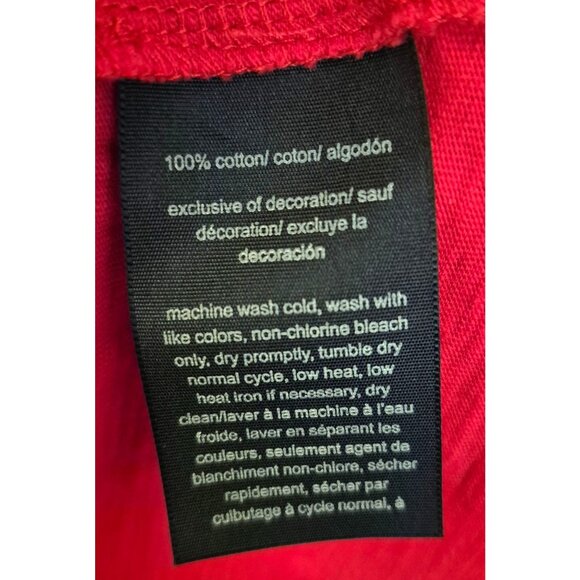 100% cotton/ coton/ algodón
exclusive of decoration/ sauf
décoration/ excluye la
decoración
machine wash cold, wash with
like colors, non-chlorine bleach
only, dry promptly, tumble dry
normal cycle, low heat, low
heat iron if necessary, dry
clean/laver à la machine à l'eau
froide, laver en séparant les
couleurs, seulement agent de
blanchiment non-chlore, sécher
rapidement, sécher par
culbutage à cycle normal, à